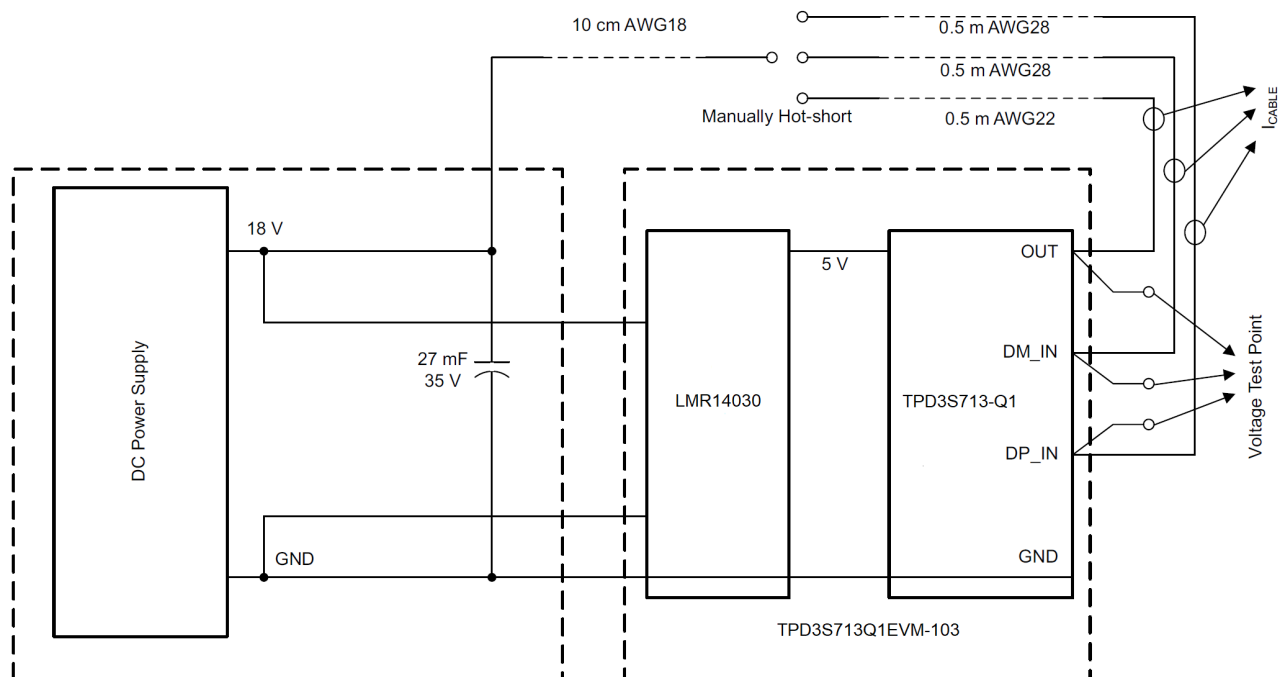 10 cm AWG18
0.5 m AWG28
0.5 m AWG28
Manually Hot-short
0.5 m AWG22
I_CABLE
18 V
5 V
OUT
27 mF
35 V
DC Power Supply
LMR14030
TPD3S713-Q1
DM_IN
DP_IN
Voltage Test Point
GND
GND
TPD3S713Q1EVM-103